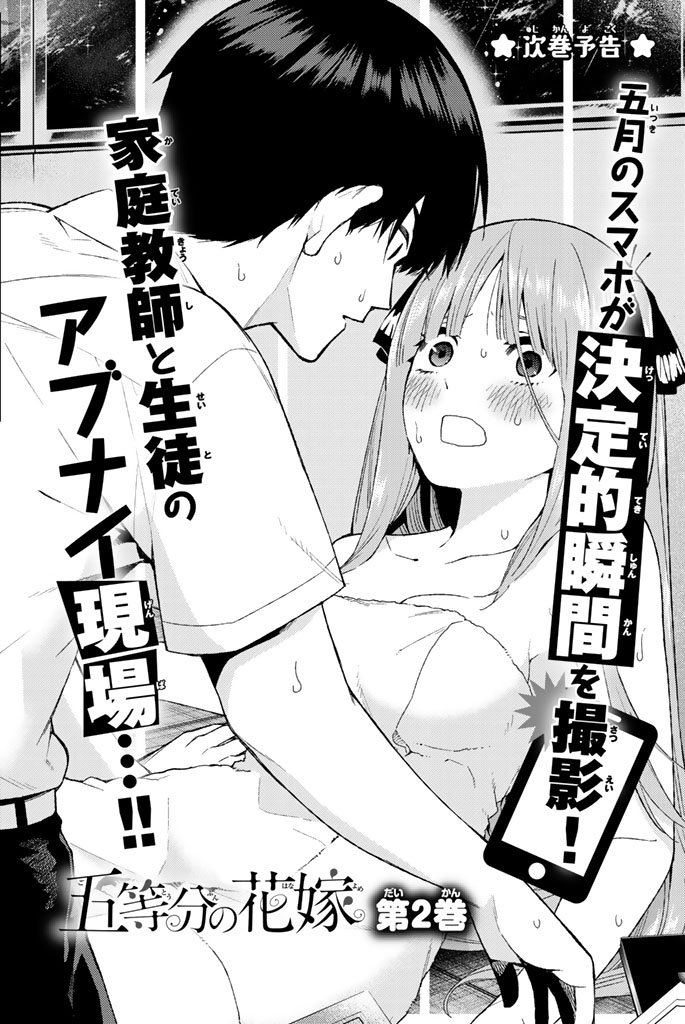 ★次巻予告★
五月のスマホが
決定的瞬間を
撮影!
家庭教師と生徒の
アブナイ現場…!!
五等分の花嫁
第2巻